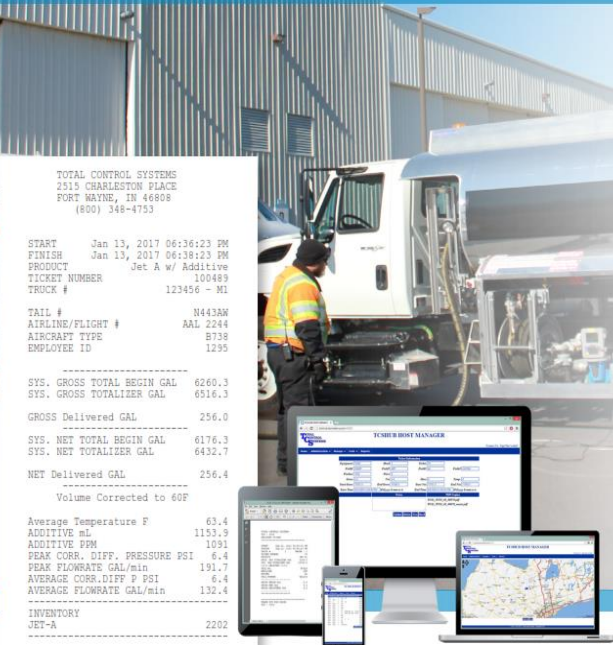 TOTAL CONTROL SYSTEMS
2515 CHARLESTON PLACE
FORT WAYNE, IN 46808
(800) 348-4753
START Jan 13, 2017 06:36:23 PM
FINISH Jan 13, 2017 06:38:23 PM
PRODUCT Jet A w/ Additive
TICKET NUMBER 100489
TRUCK # 123456 - M1
TAIL # N443AW
AIRLINE/FLIGHT # AAL 2244
AIRCRAFT TYPE B738
EMPLOYEE ID 1295
--------------------
SYS. GROSS TOTAL BEGIN GAL 6260.3
SYS. GROSS TOTALIZER GAL 6516.3
GROSS Delivered GAL 256.0
--------------------
SYS. NET TOTAL BEGIN GAL 6176.3
SYS. NET TOTALIZER GAL 6432.7
NET Delivered GAL 256.4
--------------------
Volume Corrected to 60F
Average Temperature F 63.4
ADDITIVE mL 1153.9
ADDITIVE PPM 1091
PEAK CORR. DIFF. PRESSURE PSI 6.4
PEAK FLOWRATE GAL/min 191.7
AVERAGE CORR.DIFF P PSI 6.4
AVERAGE FLOWRATE GAL/min 132.4
--------------------------------
INVENTORY
JET-A 2202
--------------------------------
TCSHUB HOST MANAGER
TCSHUB HOST MANAGER